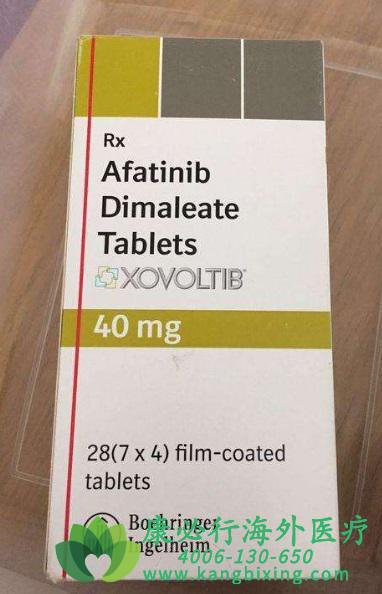 Rx
Afatinib
Dimaleate
Tablets
XOVOLTIB
40 mg
28(7 x 4) film-coated
tablets
Boehringer
Ingelheim
康必行海外医疗
4006-130-650
www.kangbixing.com